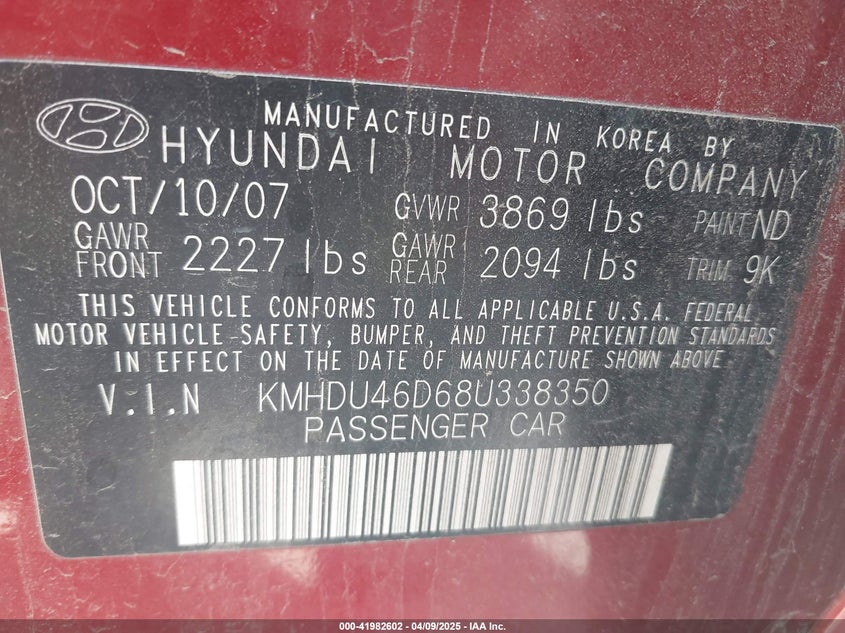 MANUFACTURED IN KOREA BY
HYUNDAI MOTOR COMPANY
OCT/10/07 GVWR 3869 lbs PAINT ND
GAWR FRONT 2227 lbs GAWR REAR 2094 lbs TRIM 9K
THIS VEHICLE CONFORMS TO ALL APPLICABLE U.S.A. FEDERAL
MOTOR VEHICLE SAFETY, BUMPER, AND THEFT PREVENTION STANDARDS
IN EFFECT ON THE DATE OF MANUFACTURE SHOWN ABOVE
V.I.N KMHDU46D68U338350
PASSENGER CAR
000-41982602 - 04/09/2025 - IAA Inc.